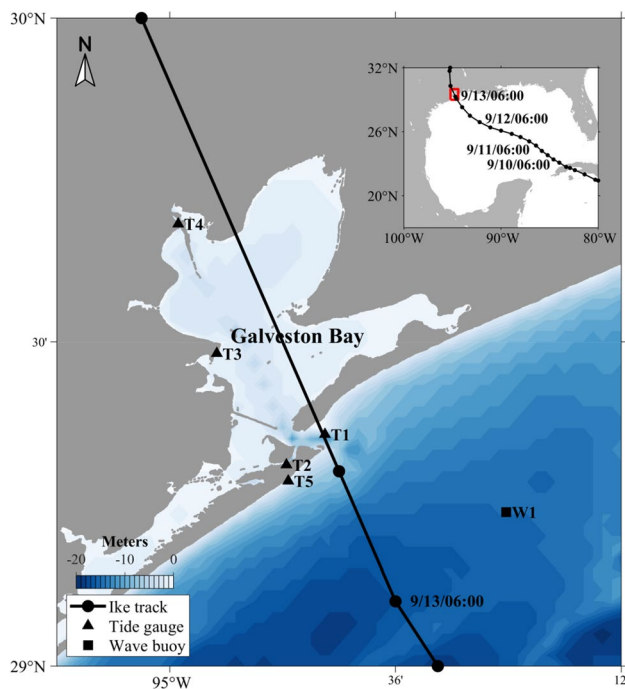 30°N
N
32°N
9/13/06:00
26°N
9/12/06:00
9/11/06:00
9/10/06:00
20°N
100°W
90°W
80°W
T4
30'
Galveston Bay
T3
T1
T2
T5
W1
Meters
-20
-10
0
9/13/06:00
Ike track
Tide gauge
Wave buoy
29°N
95°W
36'
12